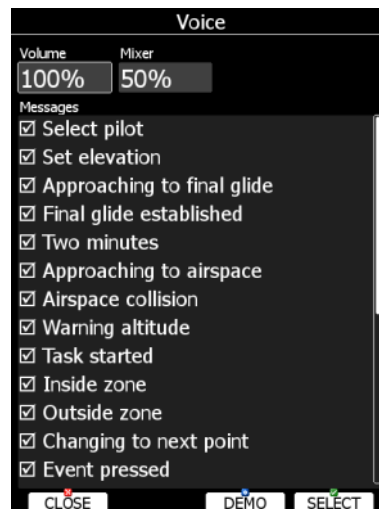 Voice
Volume Mixer
100% 50%
Messages
Select pilot
Set elevation
Approaching to final glide
Final glide established
Two minutes
Approaching to airspace
Airspace collision
Warning altitude
Task started
Inside zone
Outside zone
Changing to next point
Event pressed
CLOSE DEMO SELECT